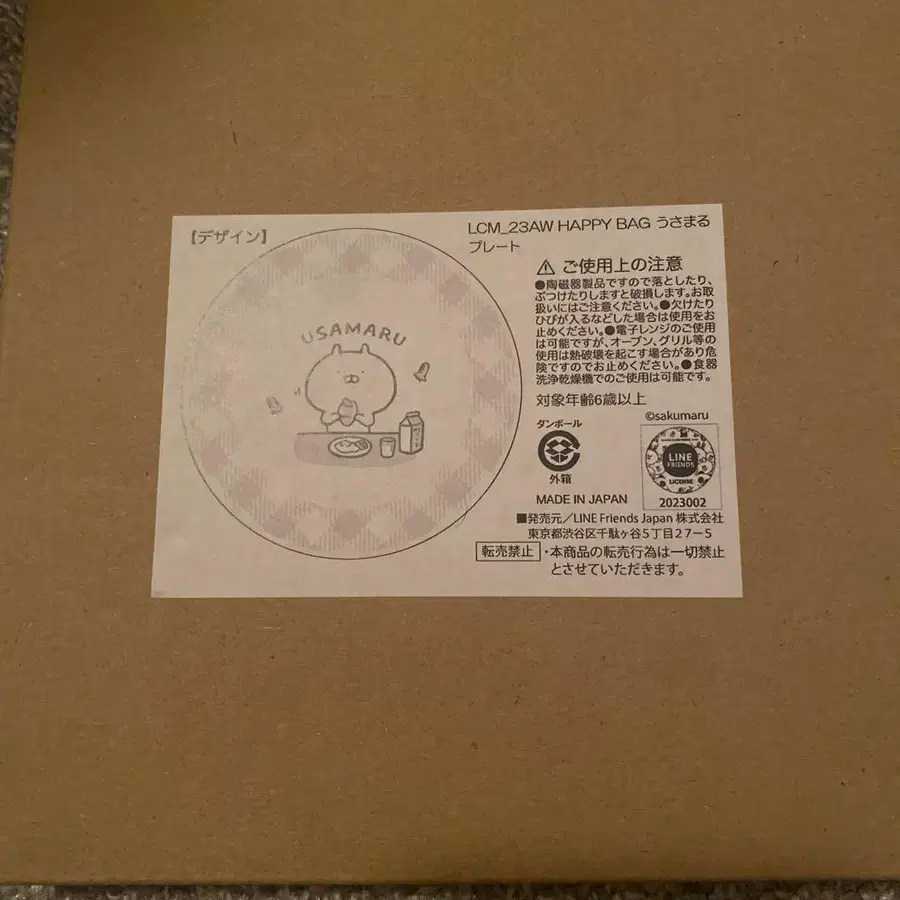 【デザイン】
USAMARU
LCM_23AW HAPPY BAG うさまる
プレート
ご使用上の注意
●陶磁器製品ですので落としたり、
ぶつけたりしますと破損します。お取
扱いにはご注意ください。●欠けたり
ひびが入るなどした場合は使用をお
止めください。●電子レンジのご使用
は可能ですが、オーブン、グリル等の
使用は熱破壊を起こす場合があり危
険ですのでお止めください。●食器
洗浄乾燥機でのご使用は可能です。
対象年齢6歳以上
©sakumaru
ダンボール
外箱
LINE
FRIENDS
LICENSE
2023002
MADE IN JAPAN
■発売元／LINE Friends Japan 株式会社
東京都渋谷区千駄ヶ谷5丁目27-5
転売禁止・本商品の転売行為は一切禁止
とさせていただきます。